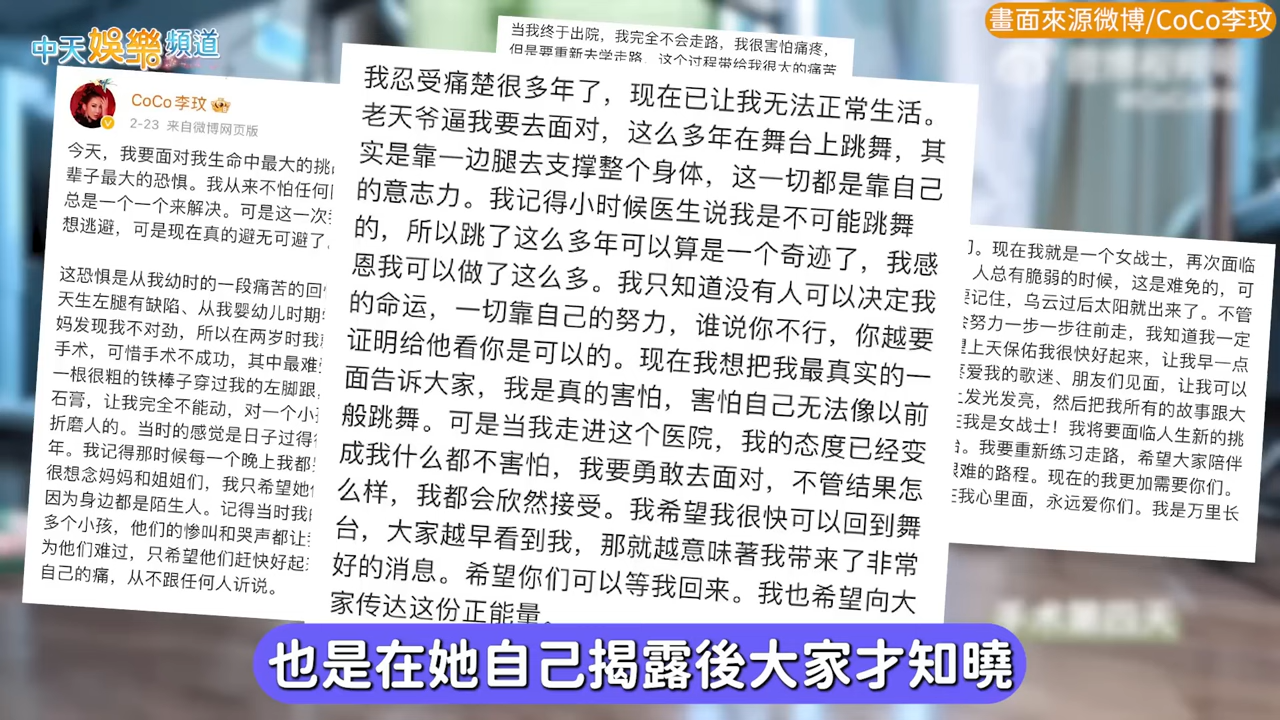 畫面來源微博/CoCo李玟
中天娛樂頻道
当我终于出院，我完全不会走路，我很害怕痛疼，
但是要重新去学走路，这个过程带给我很大的痛苦
CoCo李玟
2-23 来自微博网页版
今天，我要面对我生命中最大的挑
辈子最大的恐惧。我从来不怕任何
总是一个一个来解决。可是这一次
想逃避，可是现在真的避无可避了
这恐惧是从我幼时的一段痛苦的回
天生左腿有缺陷、从我婴幼儿时期
妈发现我不对劲，所以在两岁时我
手术，可惜手术不成功，其中最难
一根很粗的铁棒子穿过我的左脚跟，
石膏，让我完全不能动，对一个小
折磨人的。当时的感觉是日子过得
年。我记得那时候每一个晚上我都
很想念妈妈和姐姐们，我只希望她
因为身边都是陌生人。记得当时我
多个小孩，他们的惨叫和哭声都让
为他们难过，只希望他们赶快好起
自己的痛，从不跟任何人诉说。
我忍受痛楚很多年了，现在已让我无法正常生活。
老天爷逼我要去面对，这么多年在舞台上跳舞，其
实是靠一边腿去支撑整个身体，这一切都是靠自己
的意志力。我记得小时候医生说我是不可能跳舞
的，所以跳了这么多年可以算是一个奇迹了，我感
恩我可以做了这么多。我只知道没有人可以决定我
的命运，一切靠自己的努力，谁说你不行，你越要
证明给他看你是可以的。现在我想把我最真实的一
面告诉大家，我是真的害怕，害怕自己无法像以前
般跳舞。可是当我走进这个医院，我的态度已经变
成我什么都不害怕，我要勇敢去面对，不管结果怎
么样，我都会欣然接受。我希望我很快可以回到舞
台，大家越早看到我，那就越意味著我带来了非常
好的消息。希望你们可以等我回来。我也希望向大
家传达这份正能量。
。现在我就是一个女战士，再次面临
人总有脆弱的时候，这是难免的，可
要记住，乌云过后太阳就出来了。不管
会努力一步一步往前走，我知道我一定
望上天保佑我很快好起来，让我早一点
爱我的歌迷、朋友们见面，让我可以
上发光发亮，然后把我所有的故事跟大
在我是女战士！我将要面临人生新的挑
。我要重新练习走路，希望大家陪伴
艰难的路程。现在的我更加需要你们。
在我心里面，永远爱你们。我是万里长
手术第四天
也是在她自己揭露後大家才知曉